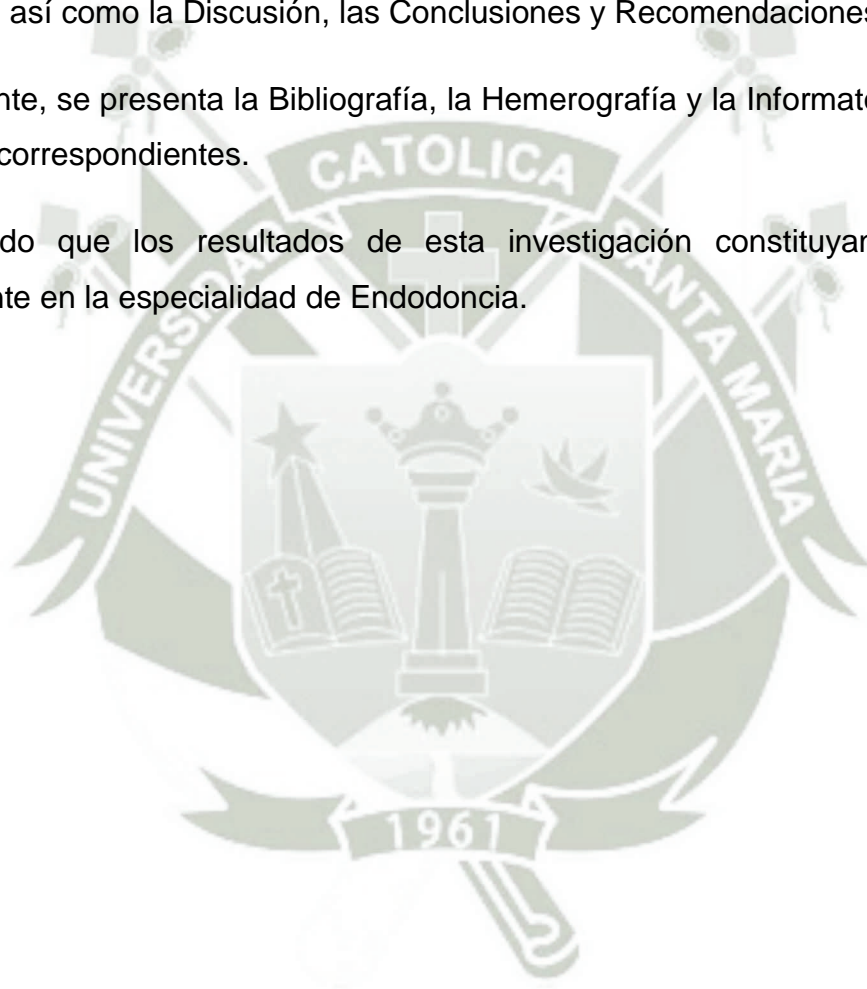 así como la Discusión, las Conclusiones y Recomendaciones
nte, se presenta la Bibliografía, la Hemerografía y la Informat
correspondientes.
do que los resultados de esta investigación constituyan
nte en la especialidad de Endodoncia.
UNIVERSIDAD CATOLICA SANTA MARIA
1961